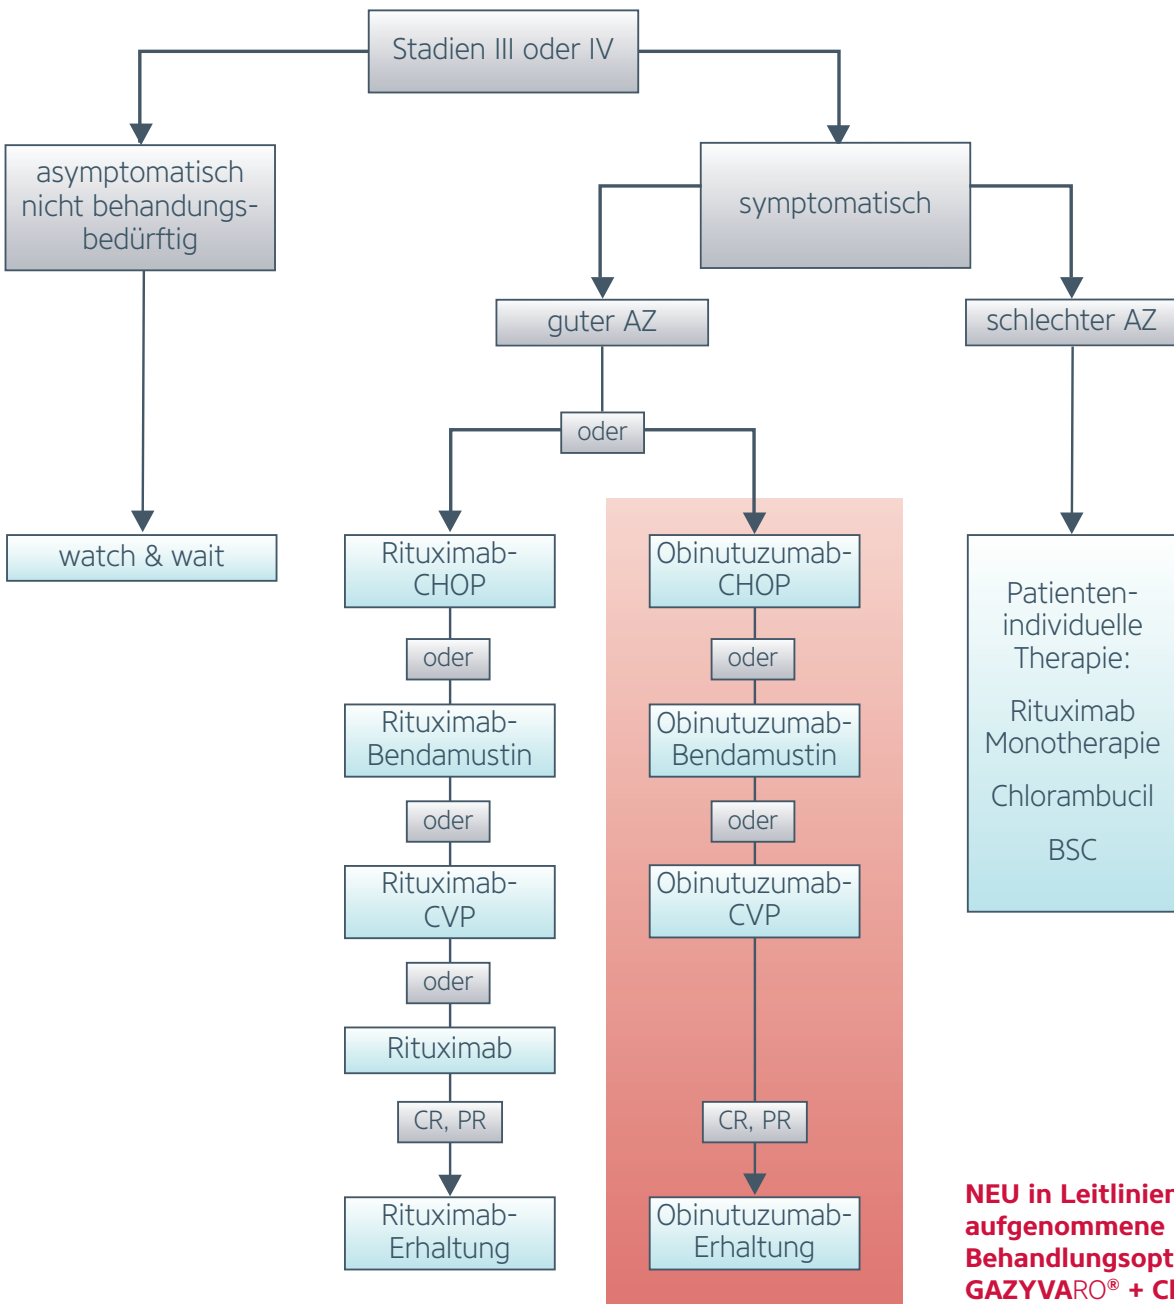 Stadien III oder IV
asymptomatisch
nicht behandungs-
bedürftig
symptomatisch
guter AZ
schlechter AZ
oder
watch & wait
Rituximab-
CHOP
oder
Rituximab-
Bendamustin
oder
Rituximab-
CVP
oder
Rituximab
CR, PR
Rituximab-
Erhaltung
Obinutuzumab-
CHOP
oder
Obinutuzumab-
Bendamustin
oder
Obinutuzumab-
CVP
CR, PR
Obinutuzumab-
Erhaltung
Patienten-
individuelle
Therapie:
Rituximab
Monotherapie
Chlorambucil
BSC
NEU in
aufgenommene
GAZYVARO® +